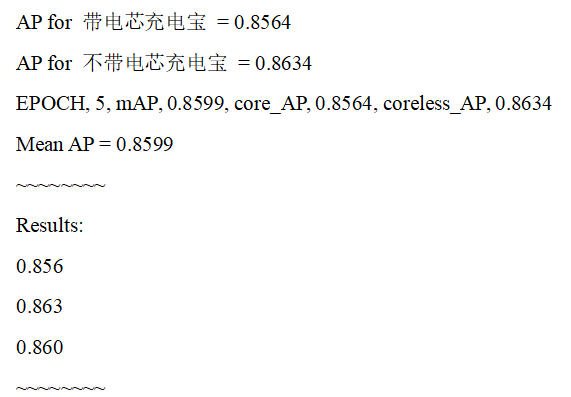 AP for 带电芯充电宝 = 0.8564
AP for 不带电芯充电宝 = 0.8634
EPOCH, 5, mAP, 0.8599, core_AP, 0.8564, coreless_AP, 0.8634
Mean AP = 0.8599
~~~~~~~~
Results:
0.856
0.863
0.860
~~~~~~~~